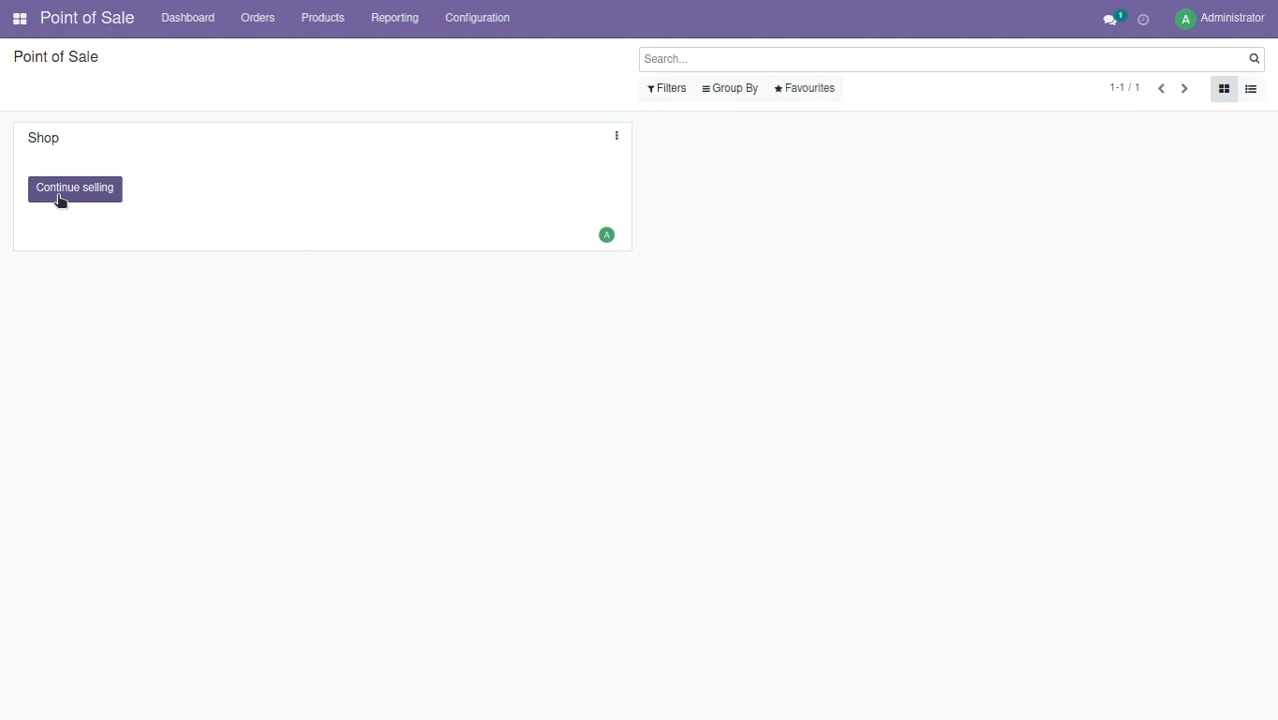 Point of Sale Dashboard Orders Products Reporting Configuration 1 A Administrator
Point of Sale
Search...
Filters Group By Favourites 1-1 / 1
Shop
Continue selling
A